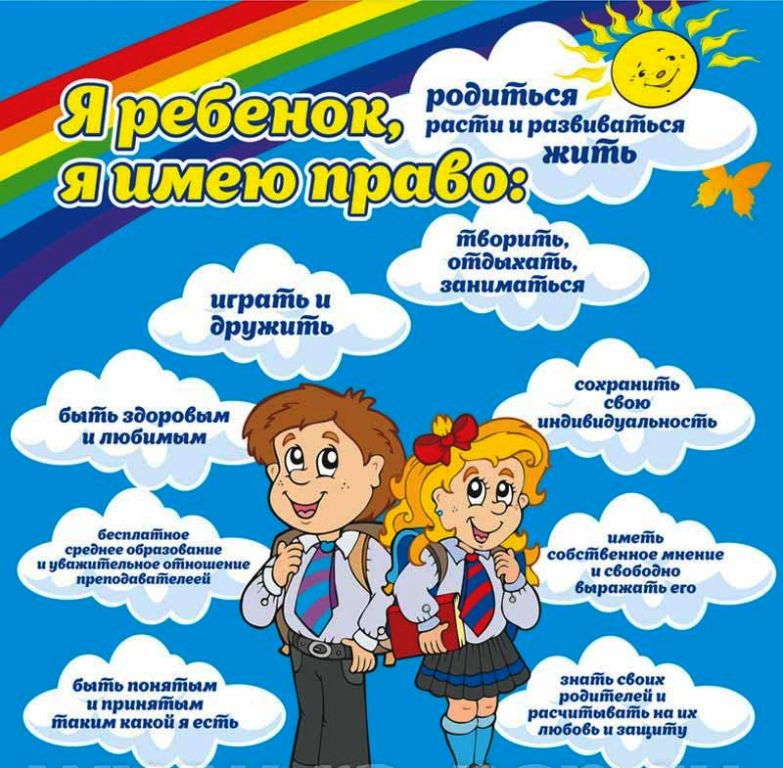 Я ребенок,
я имею право:
родиться
расти и развиваться
жить
творить,
отдыхать,
заниматься
играть и
дружить
сохранить
свою
индивидуальность
быть здоровым
и любимым
бесплатное
среднее образование
и уважительное отношение
преподавателеей
иметь
собственное мнение
и свободно
выражать его
быть понятым
и принятым
таким какой я есть
знать своих
родителей и
расчитывать на их
любовь и защиту